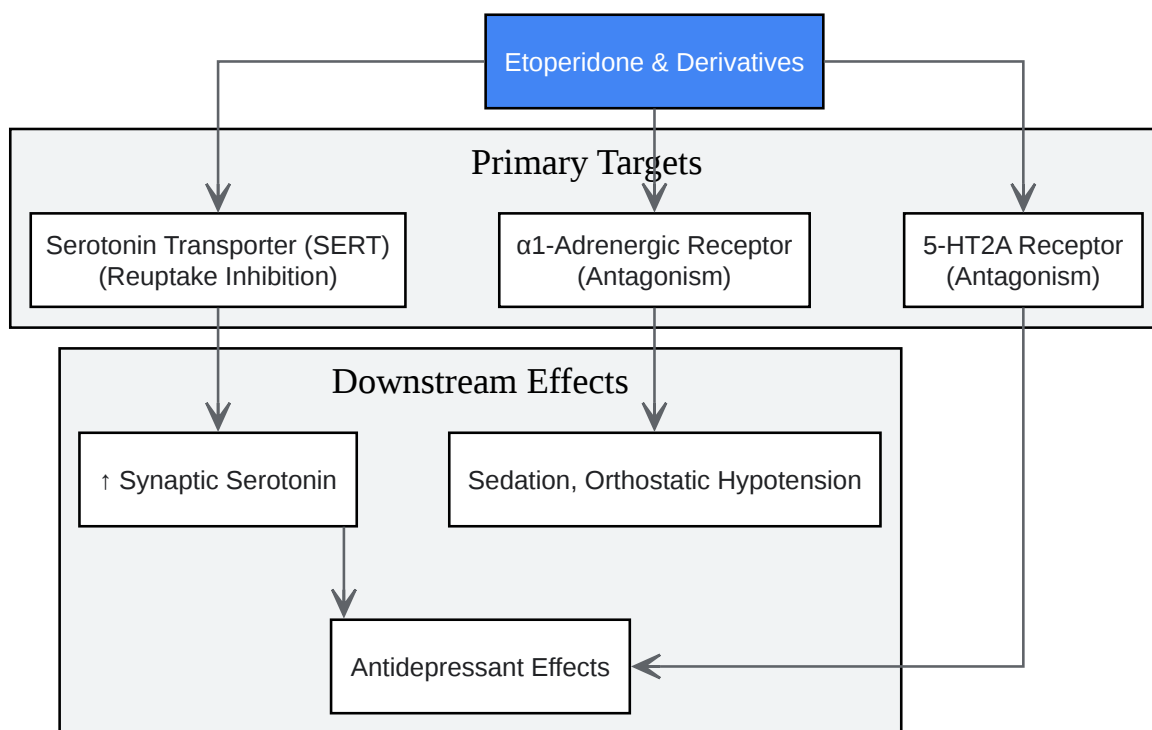 Etoperidone & Derivatives
Primary Targets
Serotonin Transporter (SERT)
(Reuptake Inhibition)
α1-Adrenergic Receptor
(Antagonism)
5-HT2A Receptor
(Antagonism)
Downstream Effects
↑ Synaptic Serotonin
Sedation, Orthostatic Hypotension
Antidepressant Effects